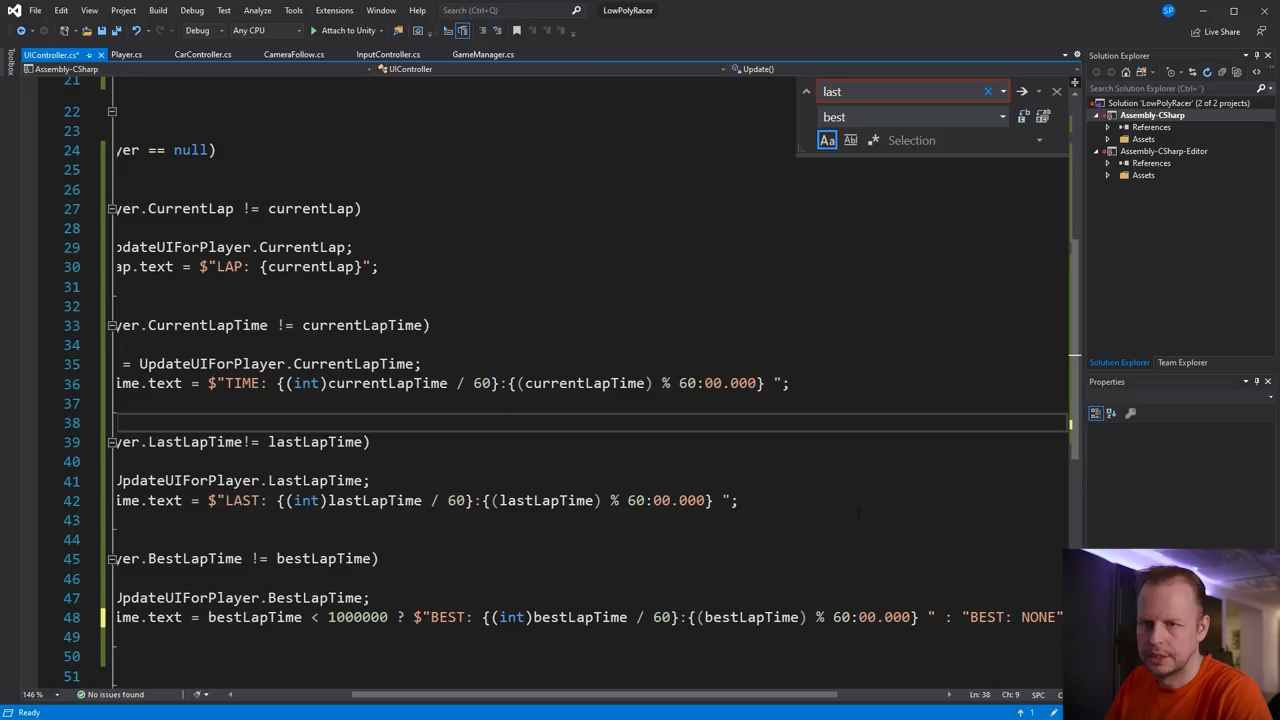 File Edit View Project Build Debug Test Analyze Tools Extensions Window Help Search (Ctrl+Q) LowPolyRacer SP
Debug Any CPU Attach to Unity Live Share
UIController.cs* Player.cs CarController.cs CameraFollow.cs InputController.cs GameManager.cs
Assembly-CSharp UIController Update()
Toolbox
last
best
Aa Ab Selection
21
22
23
24 yer == null)
25
26
27 yer.CurrentLap != currentLap)
28
29 pdateUIForPlayer.CurrentLap;
30 ap.text = $"LAP: {currentLap}";
31
32
33 yer.CurrentLapTime != currentLapTime)
34
35 = UpdateUIForPlayer.CurrentLapTime;
36 ime.text = $"TIME: {(int)currentLapTime / 60}:{(currentLapTime) % 60:00.000} ";
37
38
39 yer.LastLapTime!= lastLapTime)
40
41 UpdateUIForPlayer.LastLapTime;
42 ime.text = $"LAST: {(int)lastLapTime / 60}:{(lastLapTime) % 60:00.000} ";
43
44
45 yer.BestLapTime != bestLapTime)
46
47 UpdateUIForPlayer.BestLapTime;
48 ime.text = bestLapTime < 1000000 ? $"BEST: {(int)bestLapTime / 60}:{(bestLapTime) % 60:00.000} " : "BEST: NONE"
49
50
51
Solution Explorer
Search Solution Explorer (Ctrl+;)
Solution 'LowPolyRacer' (2 of 2 projects)
Assembly-CSharp
References
Assets
Assembly-CSharp-Editor
References
Assets
Solution Explorer Team Explorer
Properties
146 % No issues found Ln: 38 Ch: 9 SPC
Ready 1